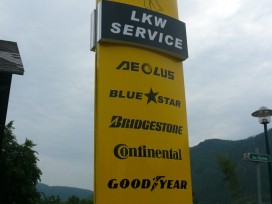 LKW
SERVICE
AEOLUS
BLUE STAR
BRIDGESTONE
Continental
GOODYEAR